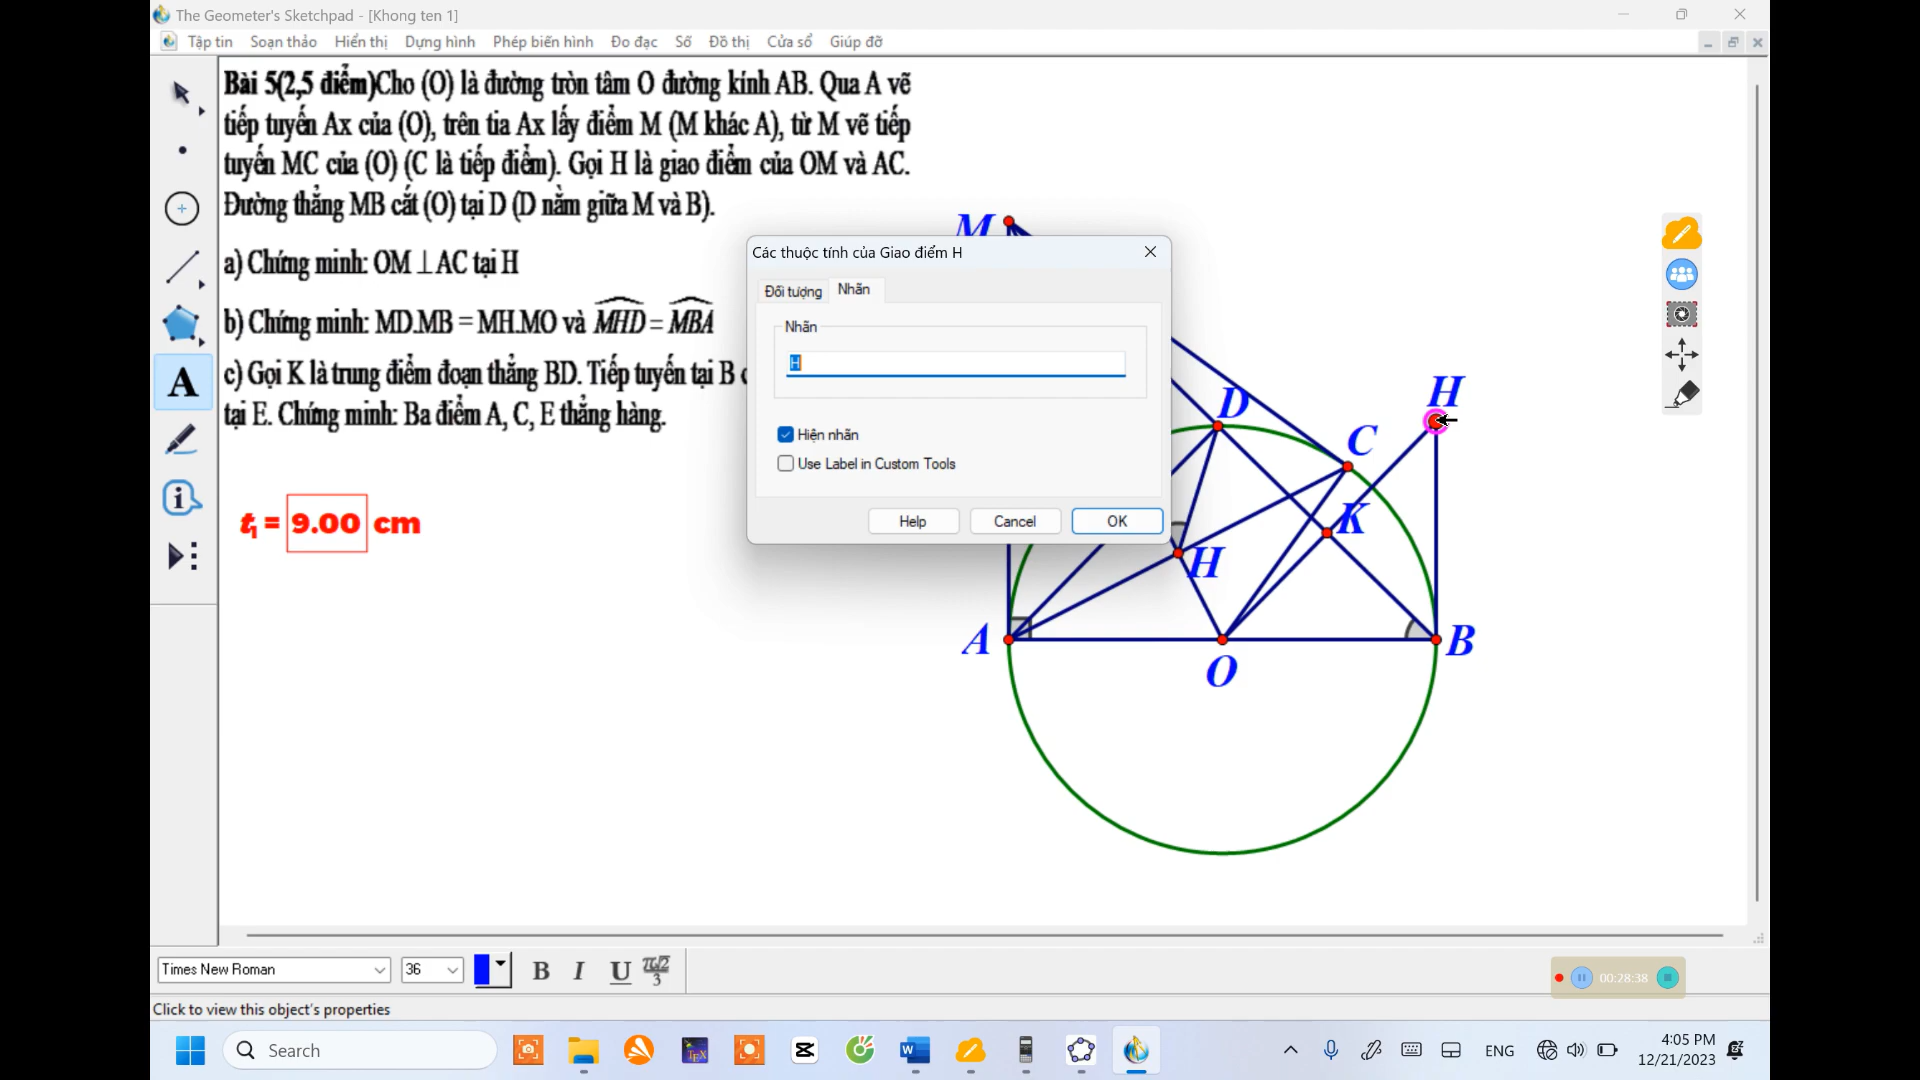 The Geometer's Sketchpad - [Khong ten 1]
Tập tin Soạn thảo Hiển thị Dựng hình Phép biến hình Đo đạc Số Đồ thị Cửa sổ Giúp đỡ
Bài 5(2,5 điểm)Cho (O) là đường tròn tâm O đường kính AB. Qua A vẽ
tiếp tuyến Ax của (O), trên tia Ax lấy điểm M (M khác A), từ M vẽ tiếp
tuyến MC của (O) (C là tiếp điểm). Gọi H là giao điểm của OM và AC.
Đường thẳng MB cắt (O) tại D (D nằm giữa M và B).
a) Chứng minh: OM ⊥ AC tại H
b) Chứng minh: MD.MB = MH.MO và MHD = MBA
c) Gọi K là trung điểm đoạn thẳng BD. Tiếp tuyến tại B c
tại E. Chứng minh: Ba điểm A, C, E thẳng hàng.
t1 = 9.00 cm
M
Các thuộc tính của Giao điểm H
Đối tượng Nhãn
Nhãn
H
Hiện nhãn
Use Label in Custom Tools
Help Cancel OK
D
H
C
K
H
A
B
O
A
Times New Roman 36 B I U
00:28:38
Click to view this object's properties
Search
ENG
4:05 PM
12/21/2023